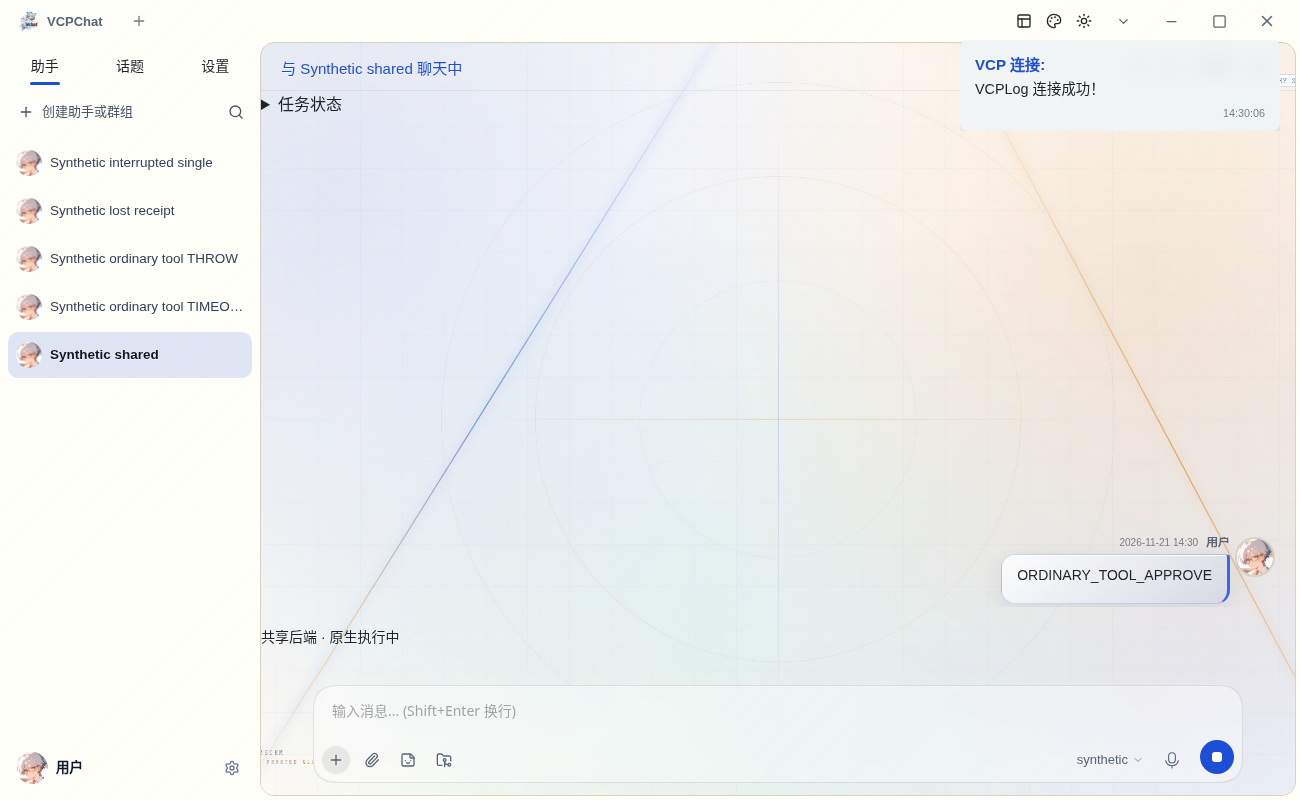 VCPChat
助手
话题
设置
创建助手或群组
Synthetic interrupted single
Synthetic lost receipt
Synthetic ordinary tool THROW
Synthetic ordinary tool TIMEO…
Synthetic shared
用户
与 Synthetic shared 聊天中
任务状态
VCP 连接:
VCPLog 连接成功!
14:30:06
2026-11-21 14:30 用户
ORDINARY_TOOL_APPROVE
共享后端 · 原生执行中
输入消息... (Shift+Enter 换行)
synthetic